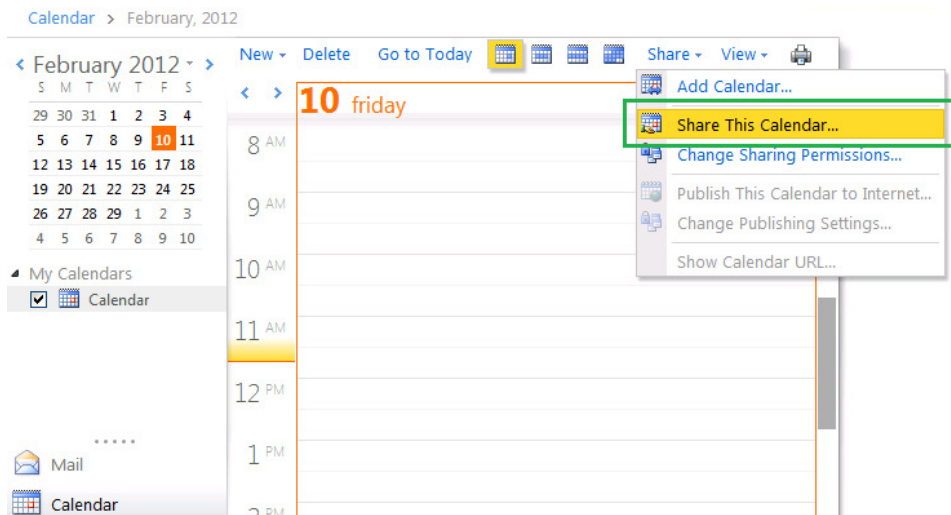 Calendar > February, 2012
New Delete Go to Today Share View
February 2012
S M T W T F S
29 30 31 1 2 3 4
5 6 7 8 9 10 11
12 13 14 15 16 17 18
19 20 21 22 23 24 25
26 27 28 29 1 2 3
4 5 6 7 8 9 10
My Calendars
Calendar
Mail
Calendar
10 friday
8 AM
9 AM
10 AM
11 AM
12 PM
1 PM
2 PM
Add Calendar...
Share This Calendar...
Change Sharing Permissions...
Publish This Calendar to Internet...
Change Publishing Settings...
Show Calendar URL...